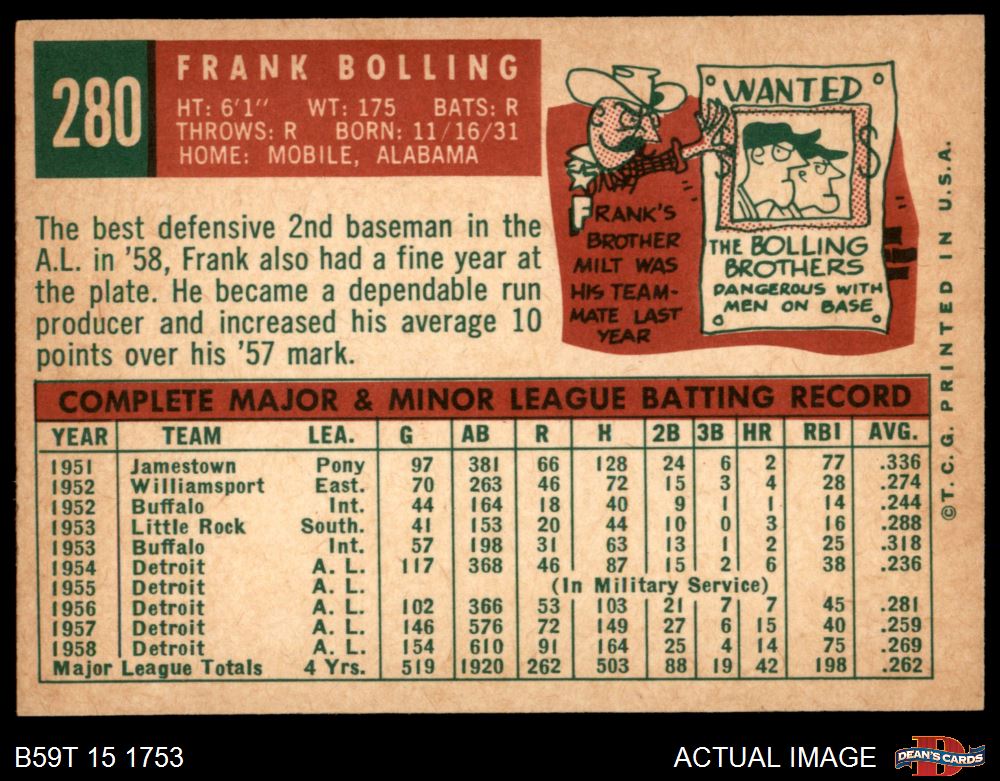 280
FRANK BOLLING
HT: 6'1" WT: 175 BATS: R
THROWS: R BORN: 11/16/31
HOME: MOBILE, ALABAMA
The best defensive 2nd baseman in the
A.L. in '58, Frank also had a fine year at
the plate. He became a dependable run
producer and increased his average 10
points over his '57 mark.
FRANK'S
BROTHER
MILT WAS
HIS TEAM-
MATE LAST
YEAR
WANTED
THE BOLLING
BROTHERS
DANGEROUS WITH
MEN ON BASE
©T. C. G. PRINTED IN U.S.A.
COMPLETE MAJOR & MINOR LEAGUE BATTING RECORD
YEAR TEAM LEA. G AB R H 2B 3B HR RBI AVG.
1951 Jamestown Pony 97 381 66 128 24 6 2 77 .336
1952 Williamsport East. 70 263 46 72 15 3 4 28 .274
1952 Buffalo Int. 44 164 18 40 9 1 1 14 .244
1953 Little Rock South. 41 153 20 44 10 0 3 16 .288
1953 Buffalo Int. 57 198 31 63 13 1 2 25 .318
1954 Detroit A. L. 117 368 46 87 15 2 6 38 .236
1955 Detroit A. L. (In Military Service)
1956 Detroit A. L. 102 366 53 103 21 7 7 45 .281
1957 Detroit A. L. 146 576 72 149 27 6 15 40 .259
1958 Detroit A. L. 154 610 91 164 25 4 14 75 .269
Major League Totals 4 Yrs. 519 1920 262 503 88 19 42 198 .262
B59T 15 1753
ACTUAL IMAGE
D
DEAN'S CARDS